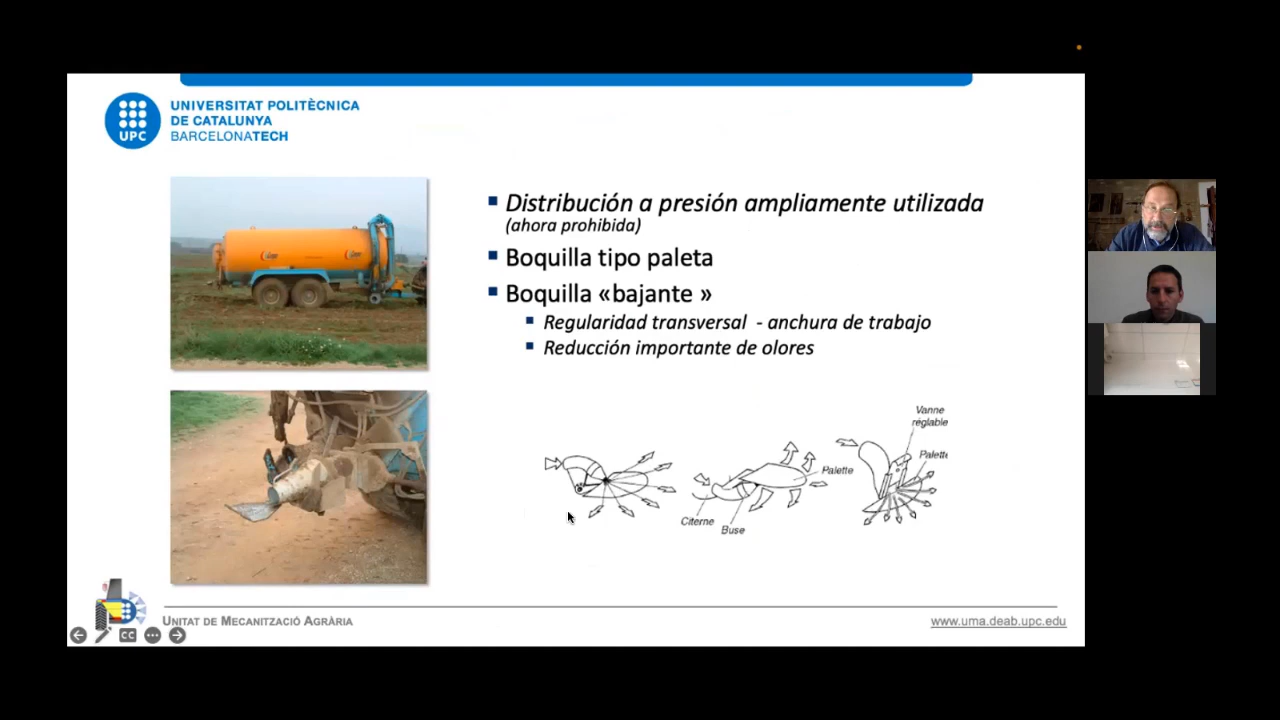 UNIVERSITAT POLITÈCNICA
DE CATALUNYA
BARCELONATECH
UPC
Distribución a presión ampliamente utilizada
(ahora prohibida)
Boquilla tipo paleta
Boquilla «bajante »
Regularidad transversal - anchura de trabajo
Reducción importante de olores
Vanne
réglable
Palette
Palette
Citerne
Buse
UNITAT DE MECANITZACIÓ AGRÀRIA
www.uma.deab.upc.edu
CC